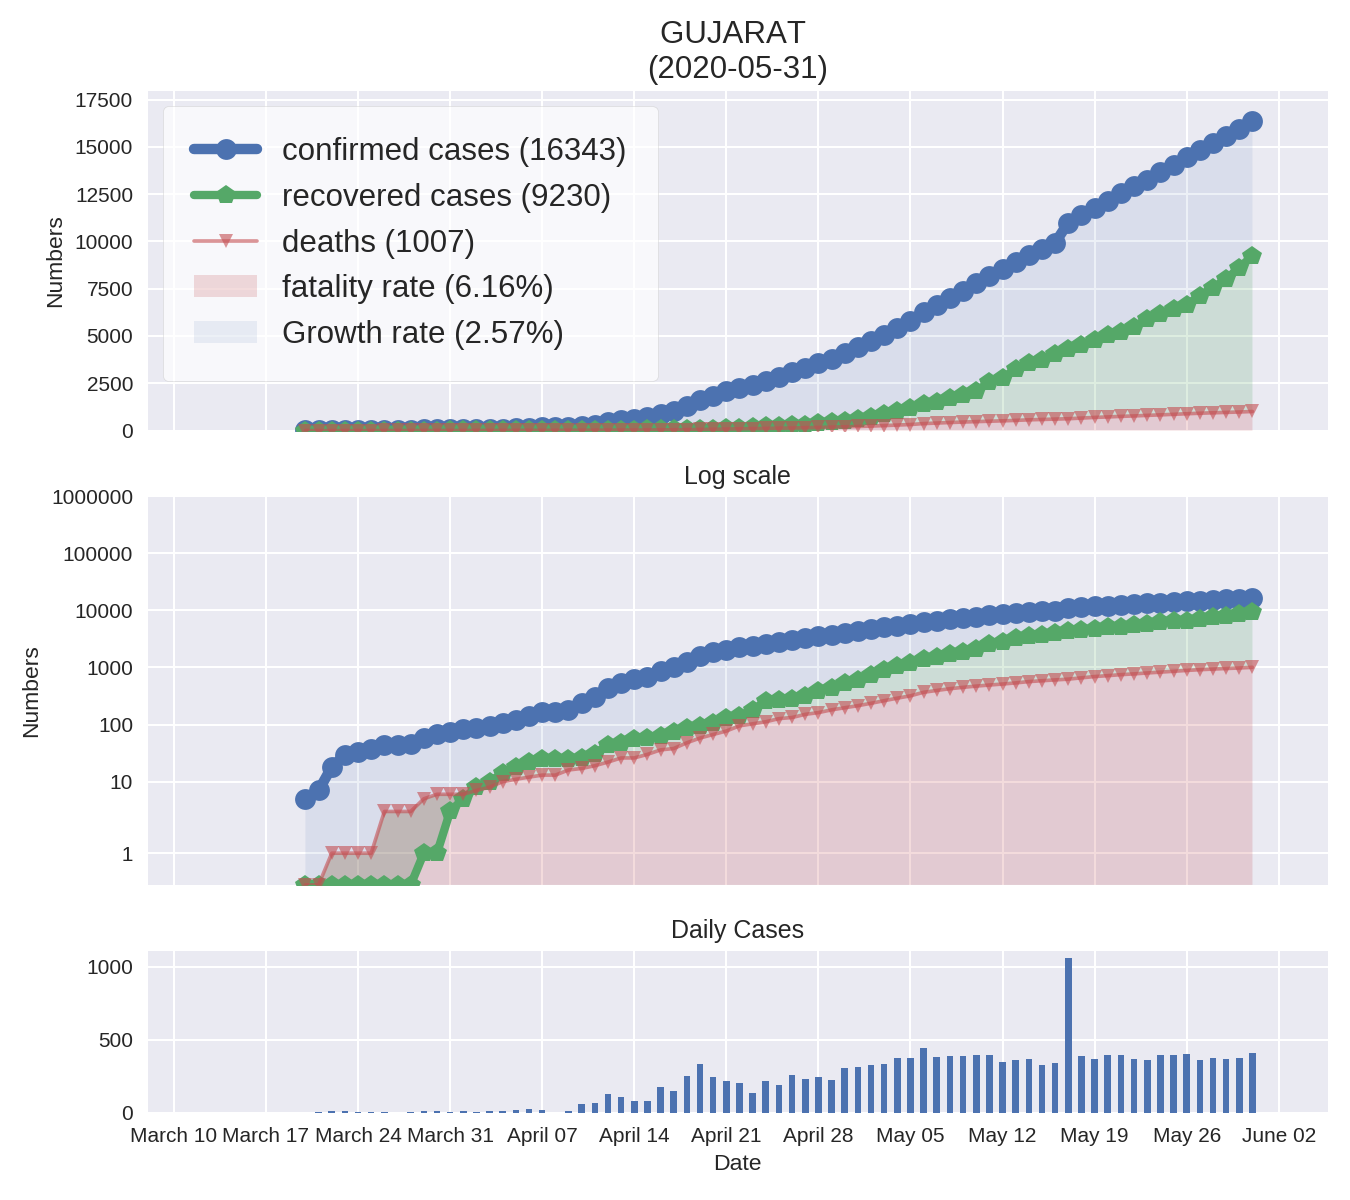 GUJARAT
(2020-05-31)
17500
15000
12500
10000
7500
5000
2500
0
Numbers
confirmed cases (16343)
recovered cases (9230)
deaths (1007)
fatality rate (6.16%)
Growth rate (2.57%)
Log scale
1000000
100000
10000
1000
100
10
1
Numbers
Daily Cases
1000
500
0
March 10 March 17 March 24 March 31 April 07 April 14 April 21 April 28 May 05 May 12 May 19 May 26 June 02
Date